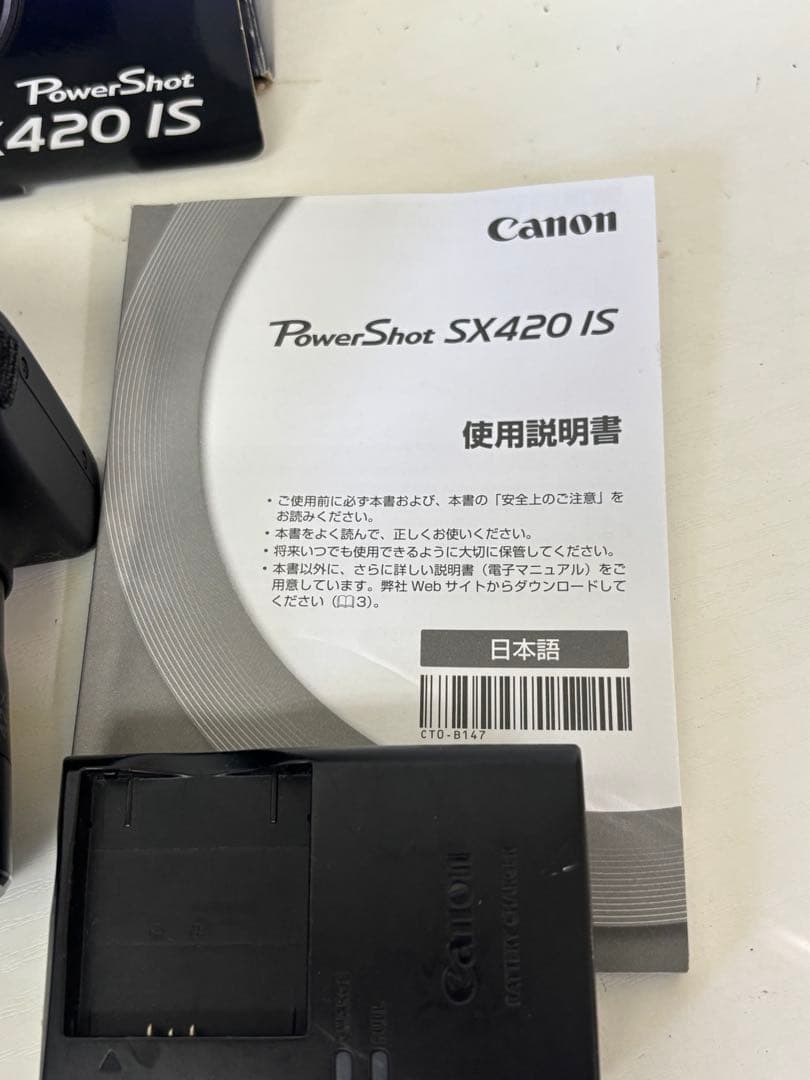 PowerShot
420 IS
Canon
PowerShot SX420 IS
使用説明書
・ご使用前に必ず本書および、本書の「安全上のご注意」を
お読みください。
・本書をよく読んで、正しくお使いください。
・将来いつでも使用できるように大切に保管してください。
・本書以外に、さらに詳しい説明書（電子マニュアル）をご
用意しています。弊社 Web サイトからダウンロードして
ください（📖3）。
日本語
CT0-B147
Canon
BATTERY CHARGER
CHARGE
FULL